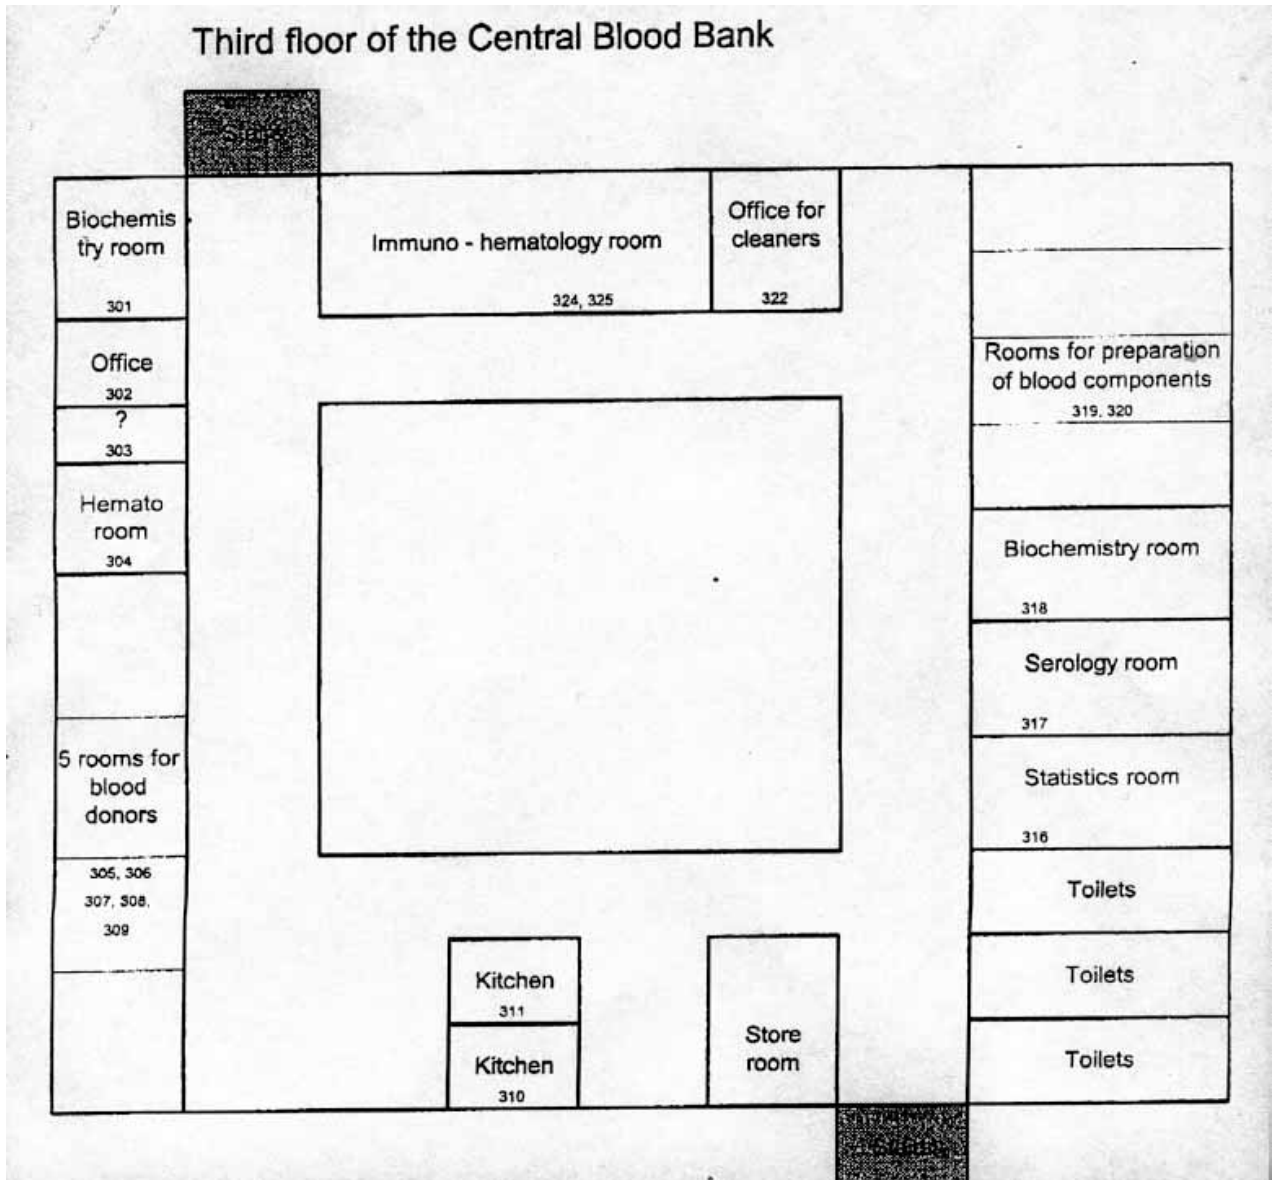 Third floor of the Central Blood Bank
Stairs
Biochemis
try room
301
Immuno - hematology room
324, 325
Office for
cleaners
322
Office
302
?
303
Hemato
room
304
5 rooms for
blood
donors
305, 306
307, 308,
309
Kitchen
311
Kitchen
310
Store
room
Rooms for preparation
of blood components
319, 320
Biochemistry room
318
Serology room
317
Statistics room
316
Toilets
Toilets
Toilets